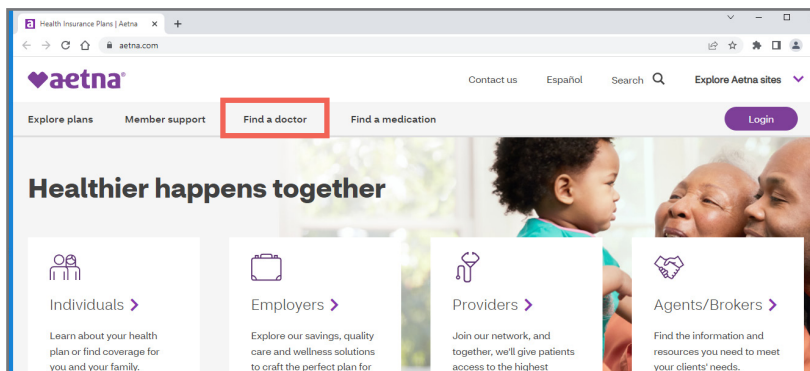 Health Insurance Plans | Aetna
aetna.com
aetna
Contact us Español Search Explore Aetna sites
Explore plans Member support Find a doctor Find a medication Login
Healthier happens together
Individuals
Learn about your health
plan or find coverage for
you and your family.
Employers
Explore our savings, quality
care and wellness solutions
to craft the perfect plan for
Providers
Join our network, and
together, we'll give patients
access to the highest
Agents/Brokers
Find the information and
resources you need to meet
your clients' needs.